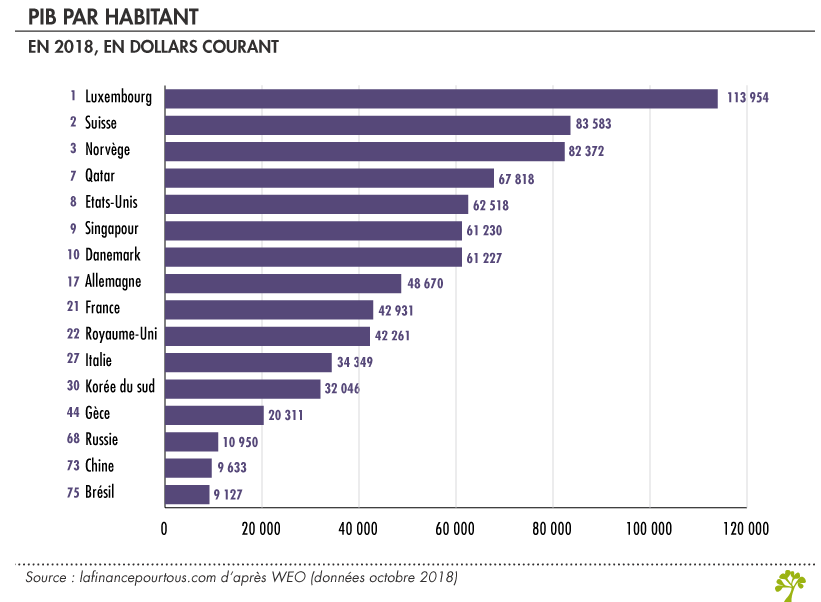 PIB PAR HABITANT
EN 2018, EN DOLLARS COURANT
1 Luxembourg 113 954
2 Suisse 83 583
3 Norvège 82 372
7 Qatar 67 818
8 Etats-Unis 62 518
9 Singapour 61 230
10 Danemark 61 227
17 Allemagne 48 670
21 France 42 931
22 Royaume-Uni 42 261
27 Italie 34 349
30 Korée du sud 32 046
44 Gèce 20 311
68 Russie 10 950
73 Chine 9 633
75 Brésil 9 127
0 20 000 40 000 60 000 80 000 100 000 120 000
Source : lafinancepourtous.com d’après WEO (données octobre 2018)